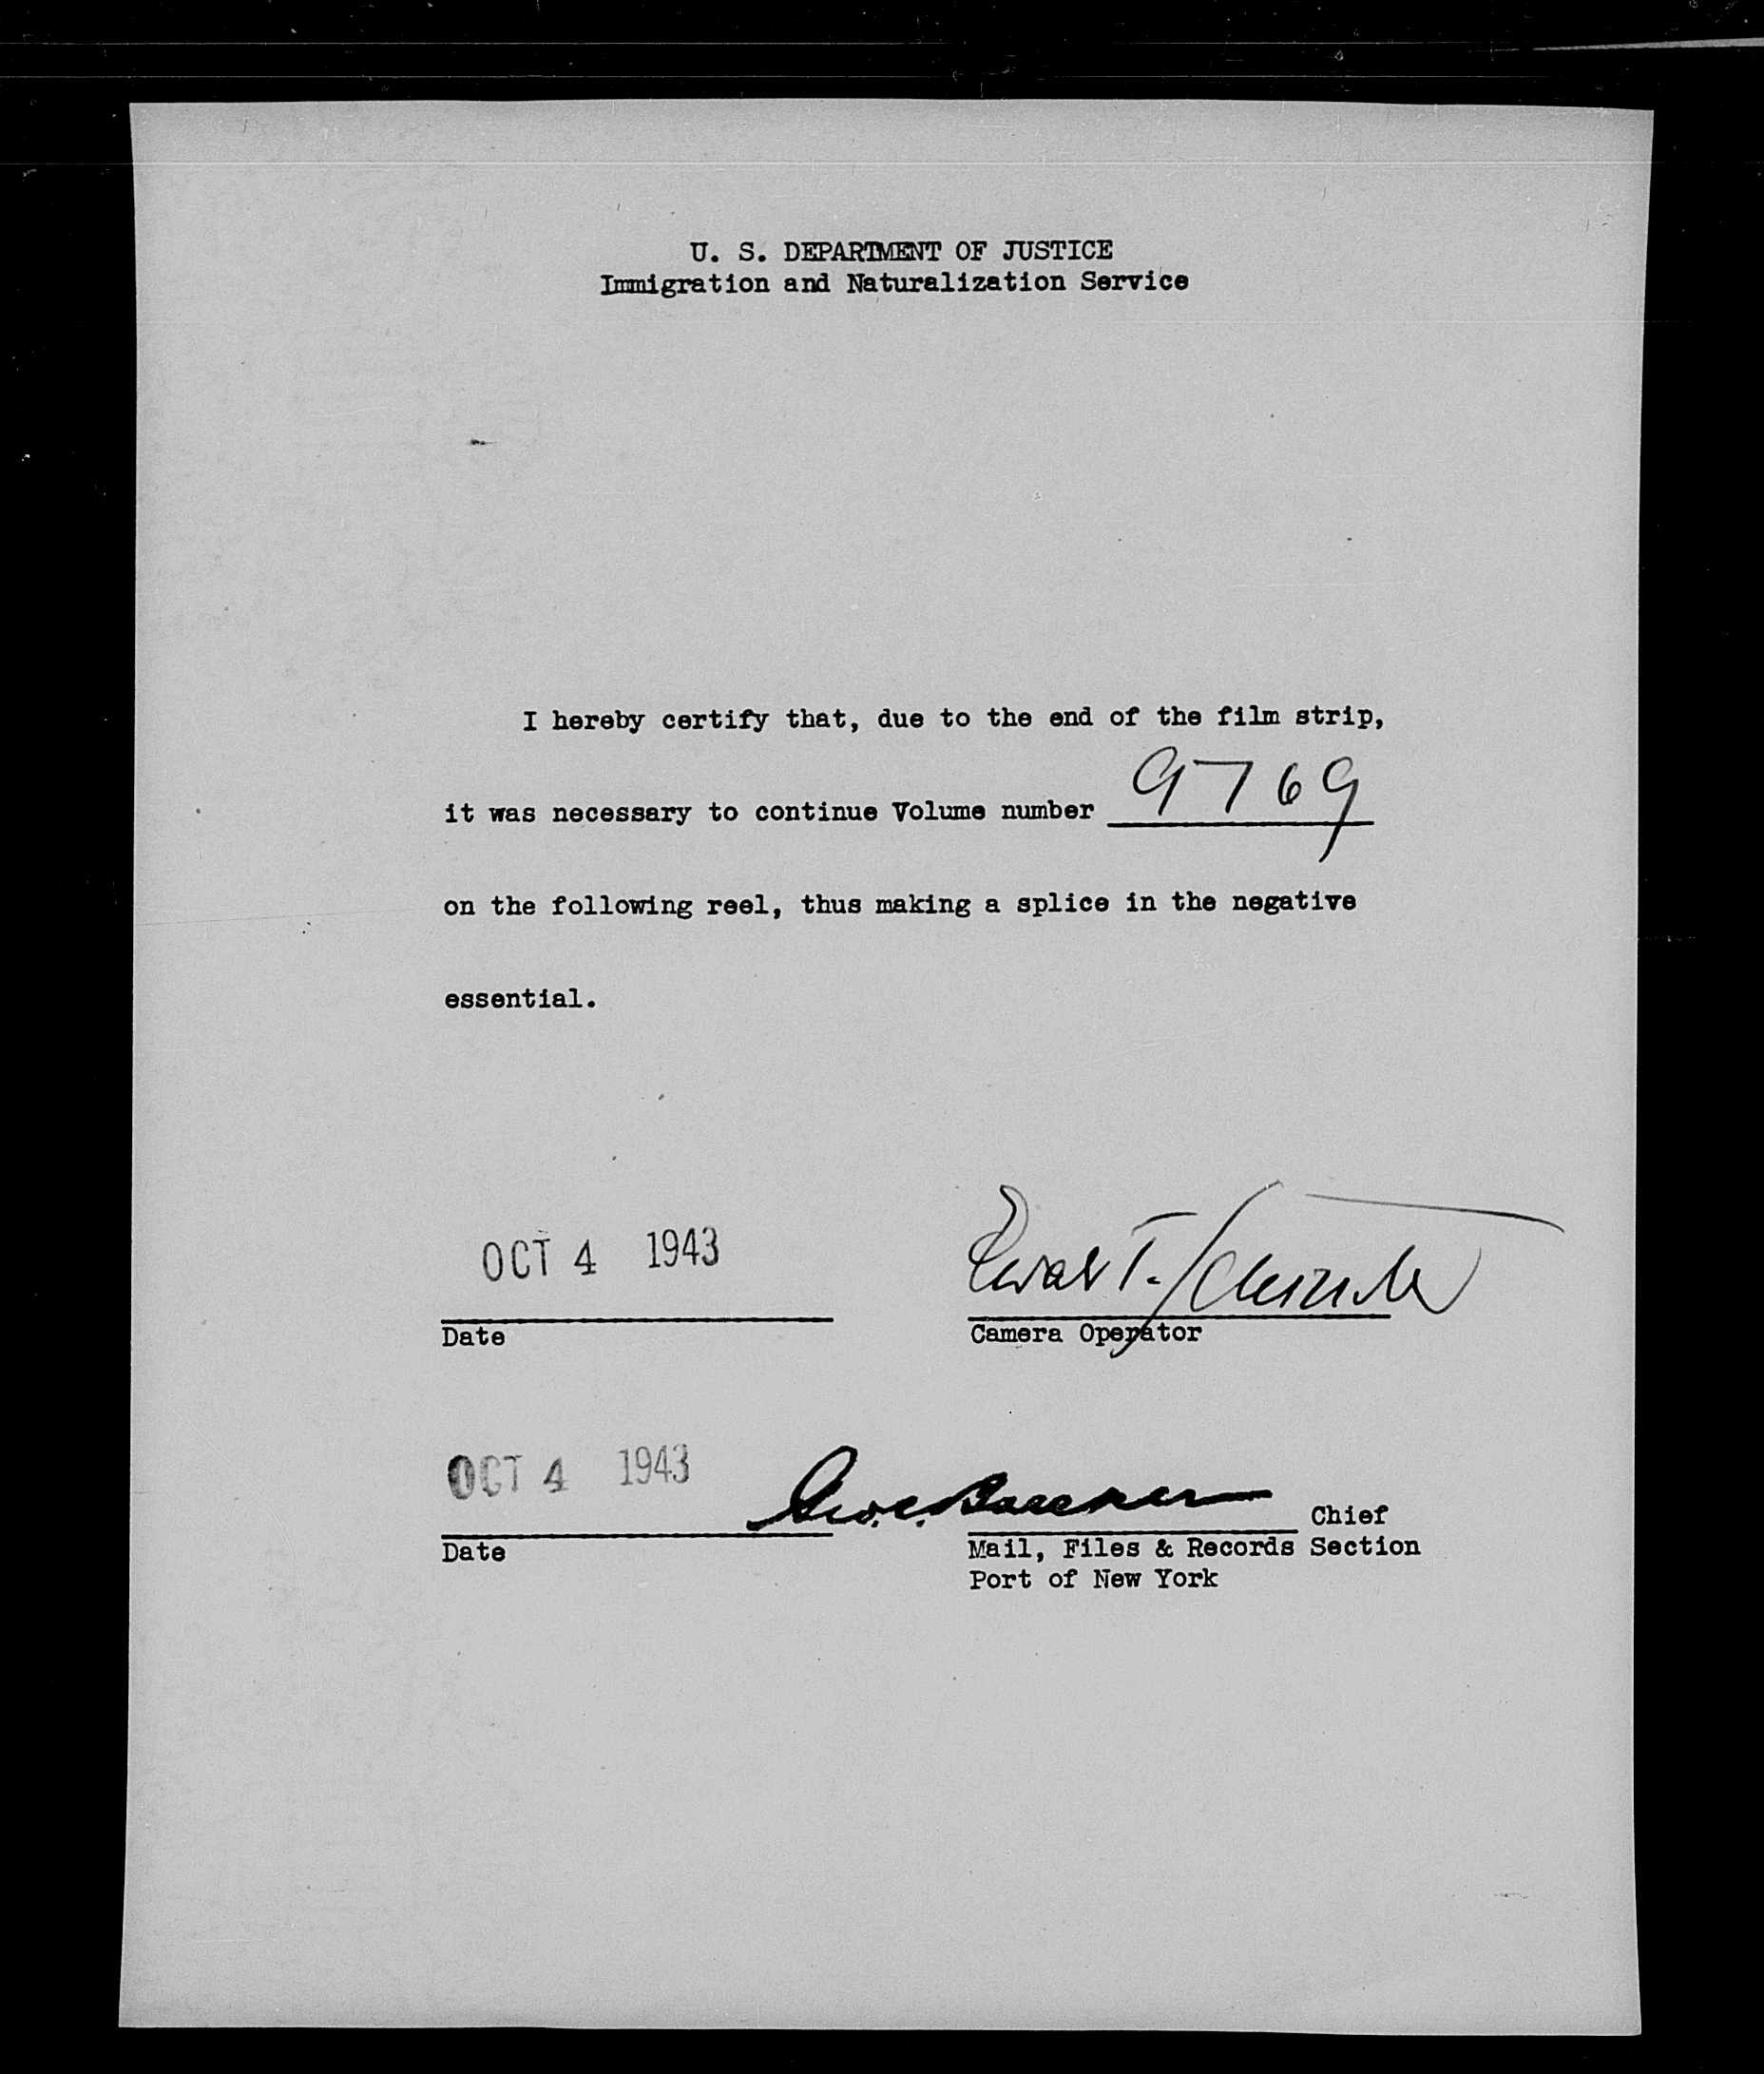 U. S. DEPARTMENT OF JUSTICE
Immigration and Naturalization Service
I hereby certify that, due to the end of the film strip,
it was necessary to continue Volume number 9769
on the following reel, thus making a splice in the negative
essential.
OCT 4 1943
Date
Camera Operator
OCT 4 1943
Geo. C. Chief
Date
Mail, Files & Records Section
Port of New York